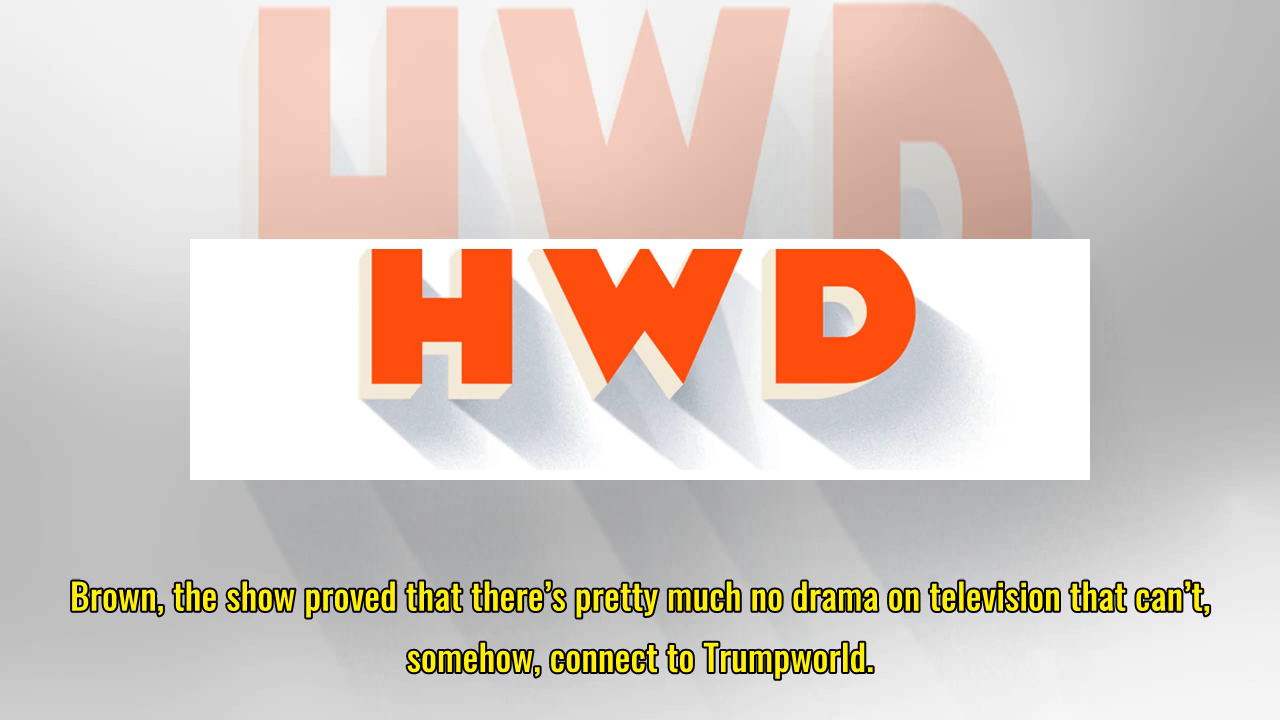 HWD
HWD
Brown, the show proved that there’s pretty much no drama on television that can’t,
somehow, connect to Trumpworld.